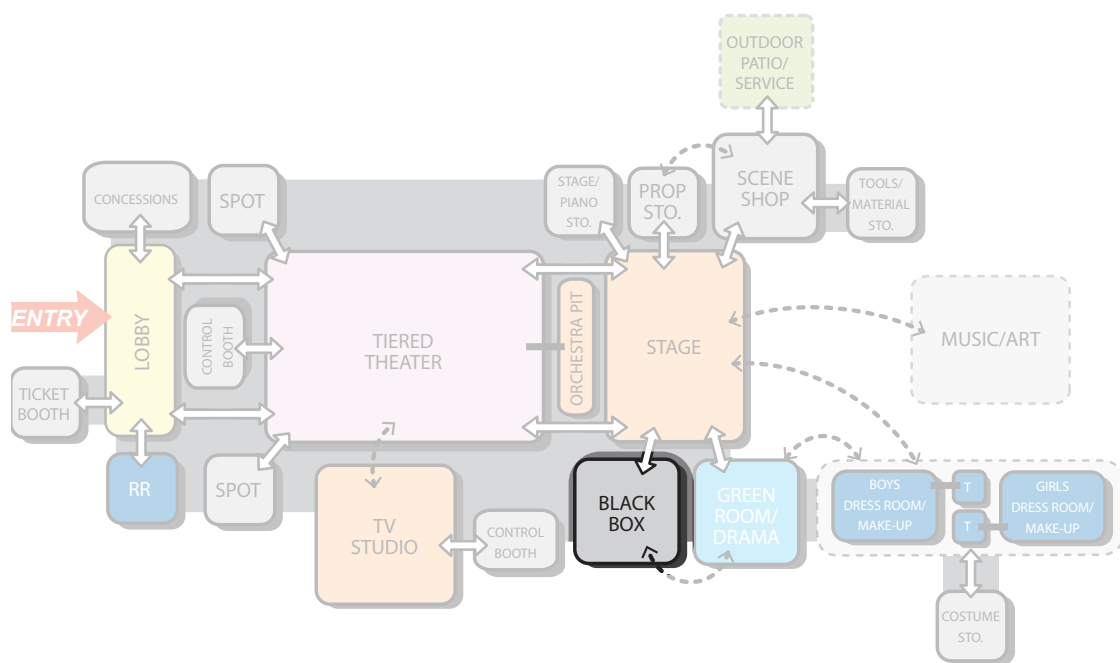 OUTDOOR
PATIO/
SERVICE
CONCESSIONS
SPOT
STAGE/
PIANO
STO.
PROP
STO.
SCENE
SHOP
TOOLS/
MATERIAL
STO.
ENTRY
LOBBY
CONTROL
BOOTH
TIERED
THEATER
ORCHESTRA PIT
STAGE
MUSIC/ART
TICKET
BOOTH
RR
SPOT
TV
STUDIO
CONTROL
BOOTH
BLACK
BOX
GREEN
ROOM/
DRAMA
BOYS
DRESS ROOM/
MAKE-UP
T
T
GIRLS
DRESS ROOM/
MAKE-UP
COSTUME
STO.